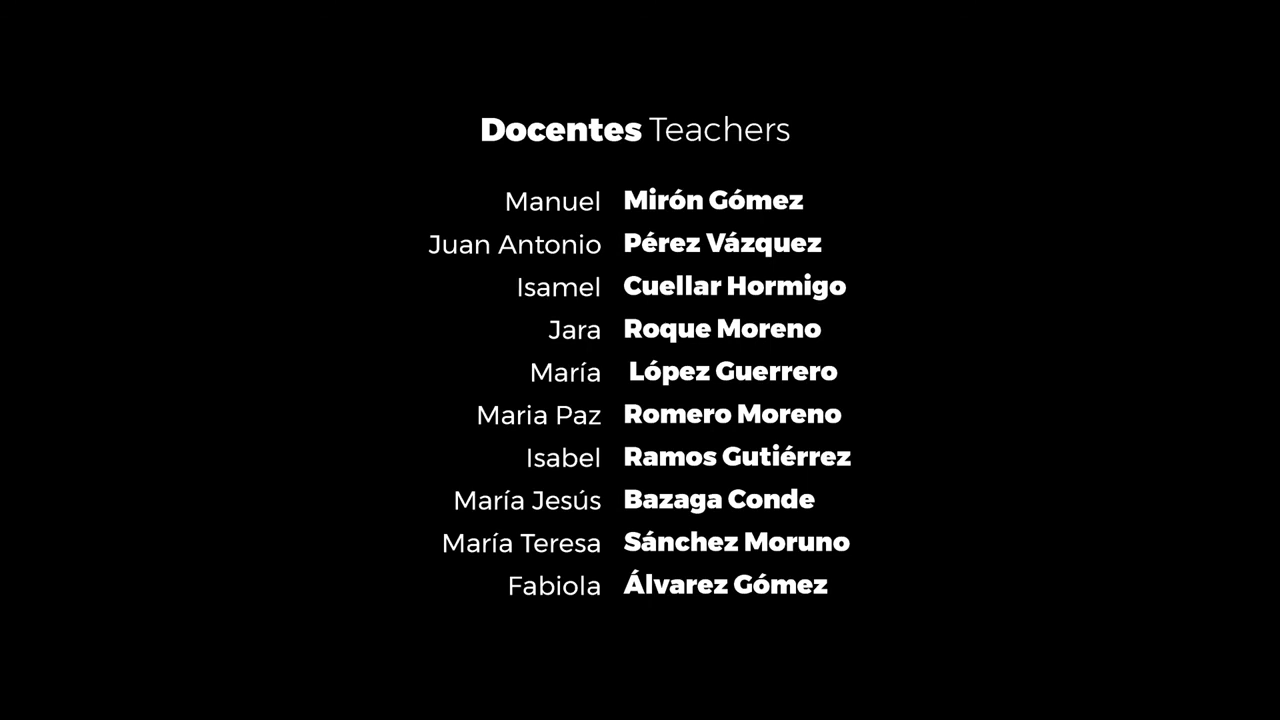 Docentes Teachers
Manuel Mirón Gómez
Juan Antonio Pérez Vázquez
Isamel Cuellar Hormigo
Jara Roque Moreno
María López Guerrero
Maria Paz Romero Moreno
Isabel Ramos Gutiérrez
María Jesús Bazaga Conde
María Teresa Sánchez Moruno
Fabiola Álvarez Gómez